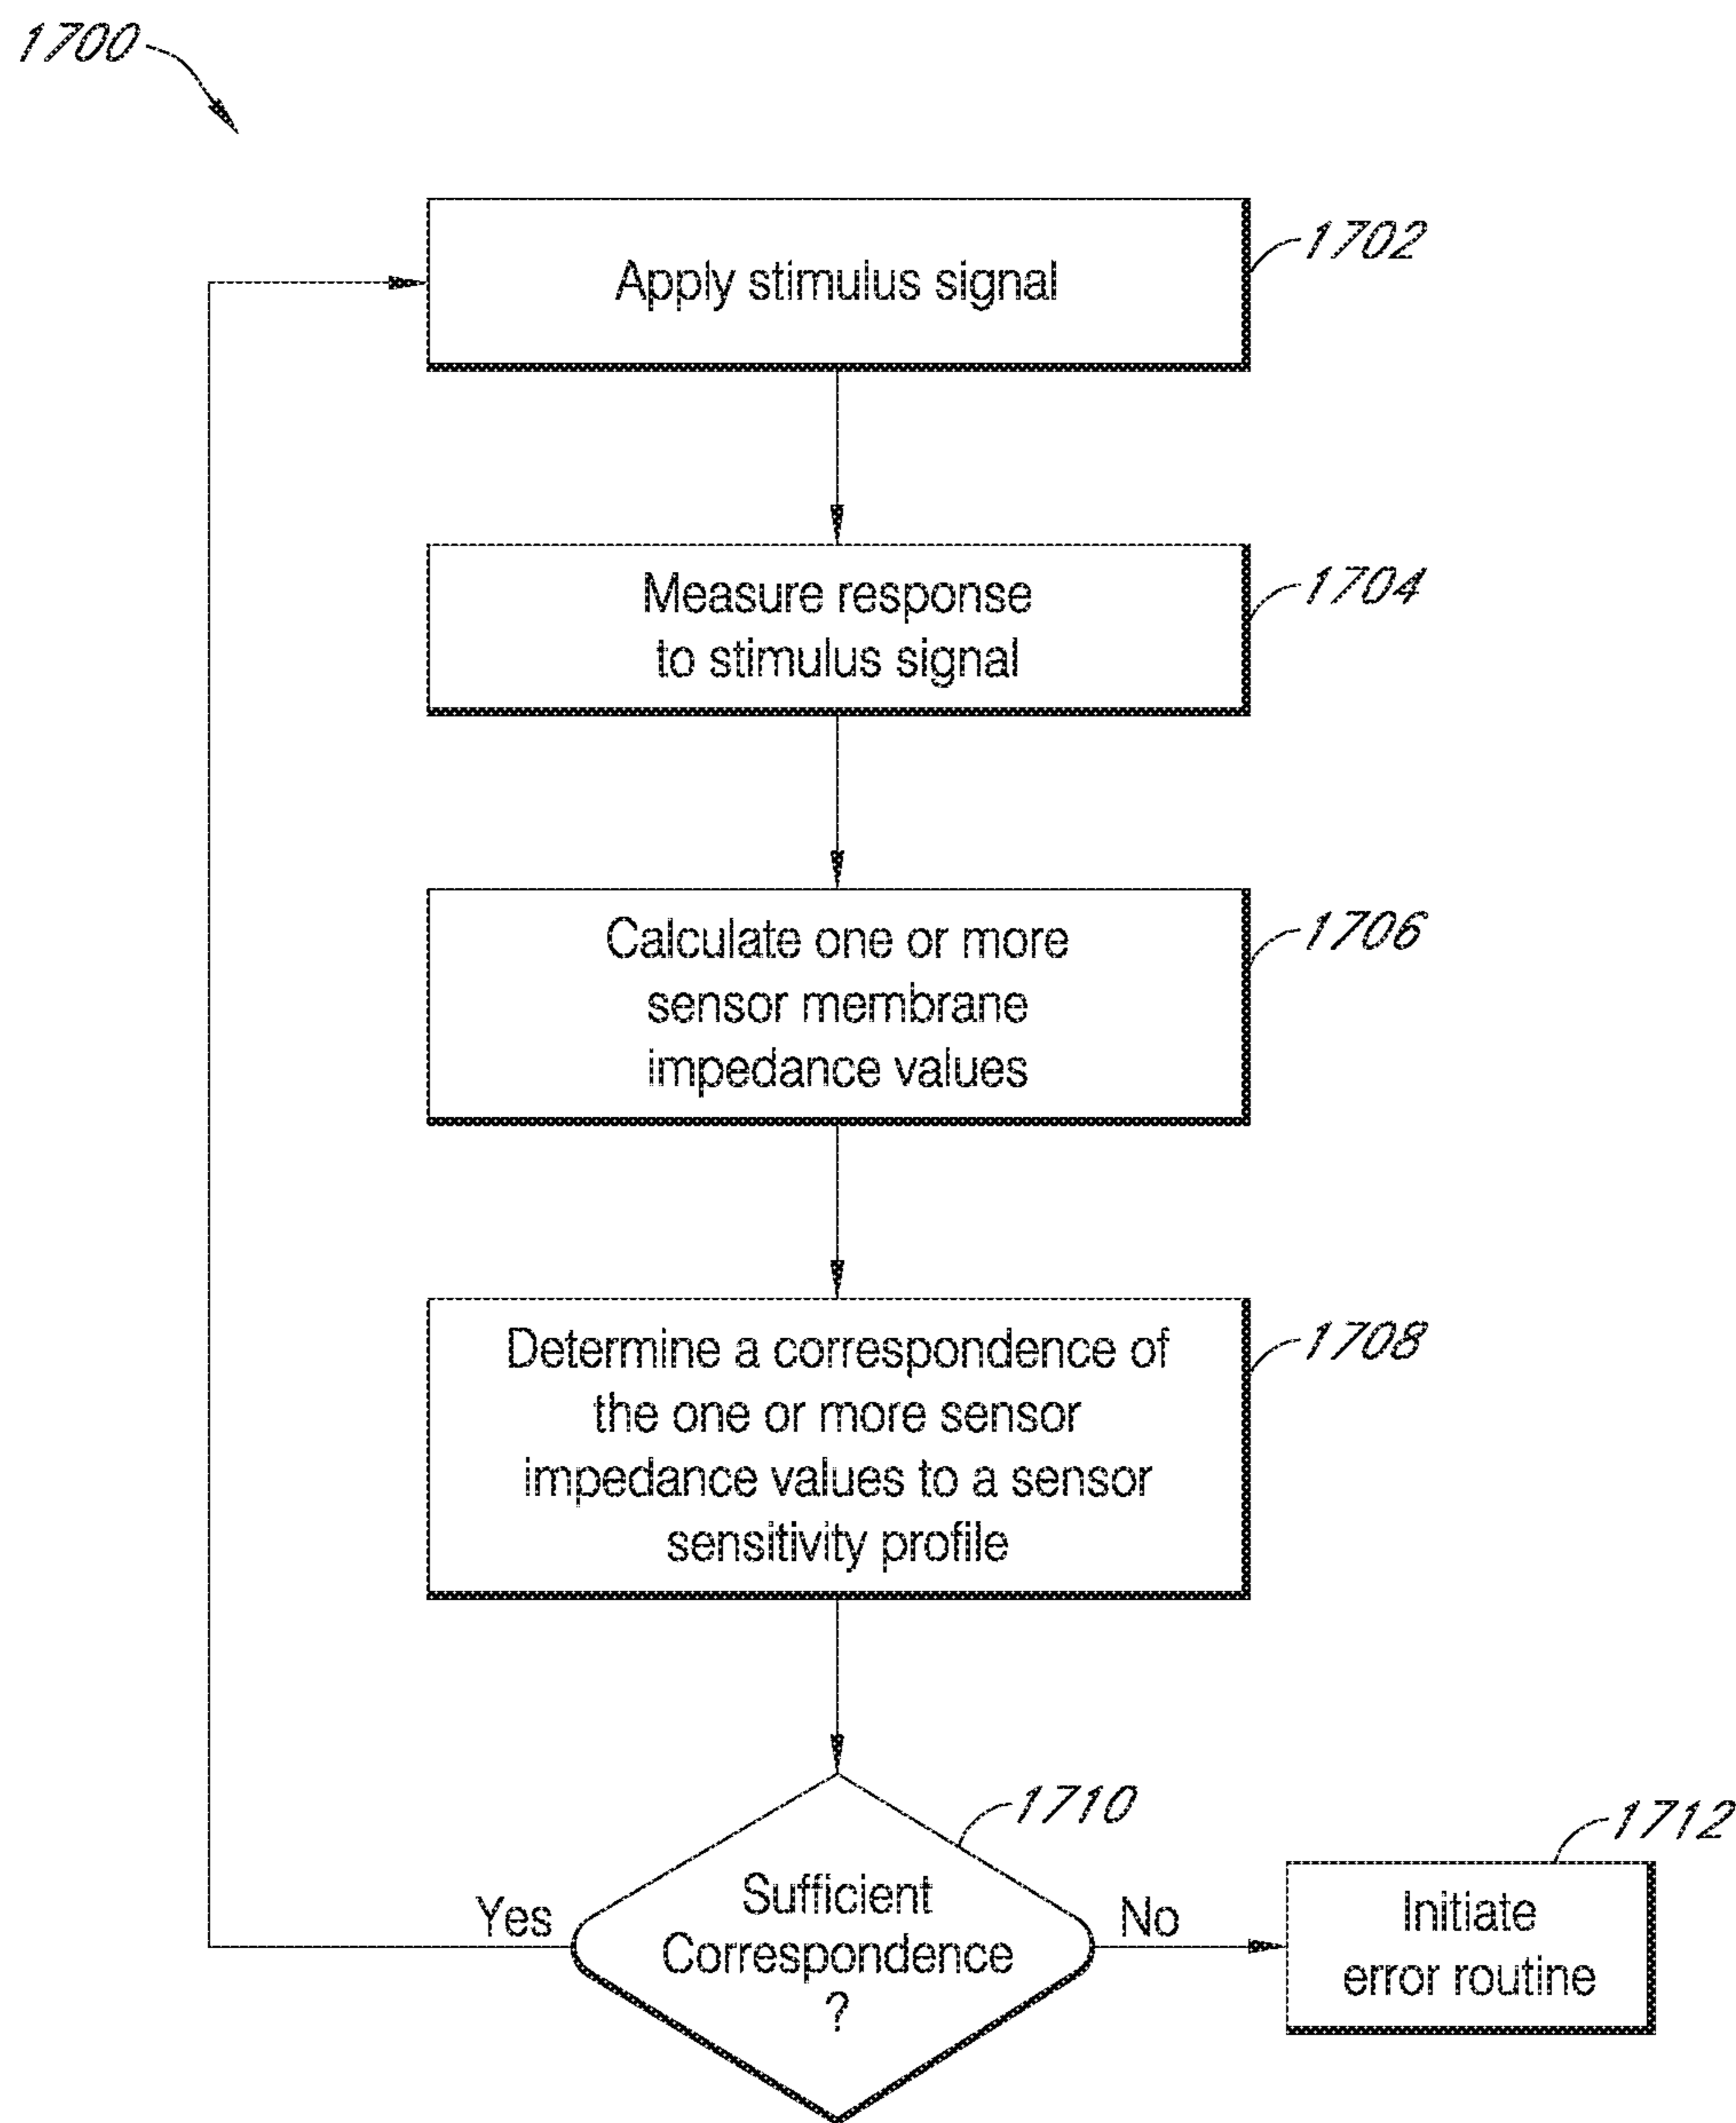 1700
Apply stimulus signal
1702
Measure response
to stimulus signal
1704
Calculate one or more
sensor membrane
impedance values
1706
Determine a correspondence of
the one or more sensor
impedance values to a sensor
sensitivity profile
1708
Sufficient
Correspondence
?
1710
Yes
No
Initiate
error routine
1712